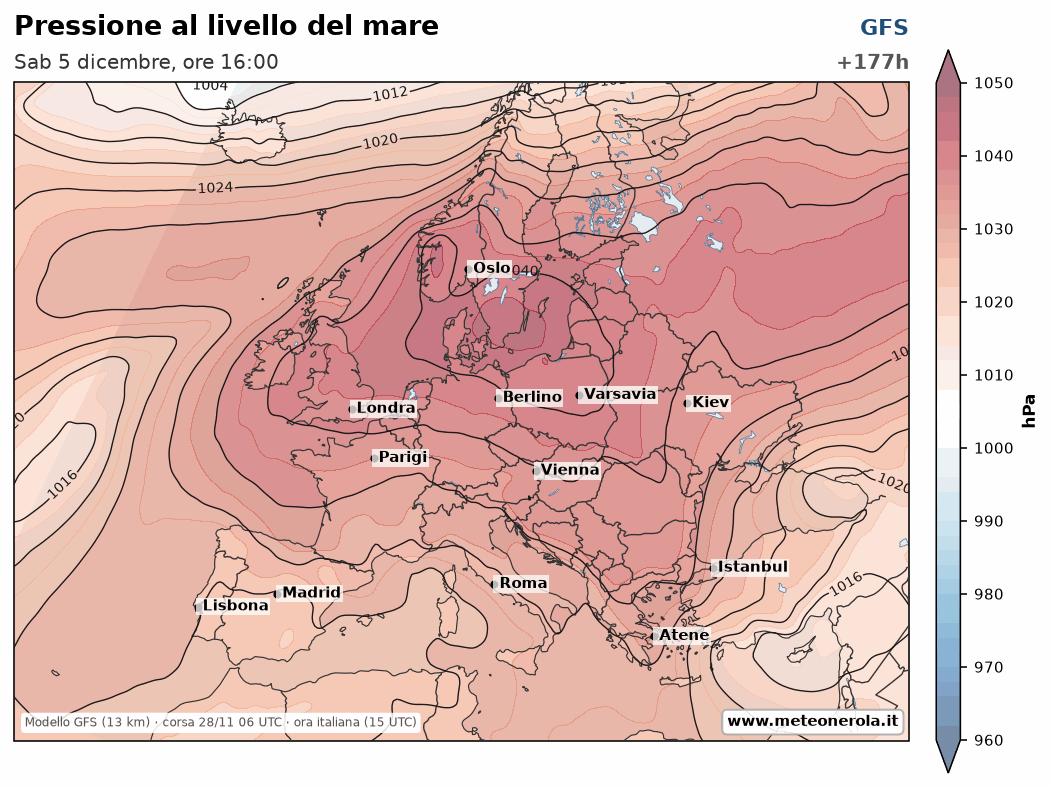 Pressione al livello del mare
GFS
Sab 5 dicembre, ore 16:00
+177h
1004
1012
1020
1024
Oslo
040
Londra
Berlino
Varsavia
Kiev
Parigi
Vienna
1016
1020
Istanbul
1016
Madrid
Lisbona
Roma
Atene
Modello GFS (13 km) · corsa 28/11 06 UTC · ora italiana (15 UTC)
www.meteonerola.it
1050
1040
1030
1020
1010
1000
990
980
970
960
hPa